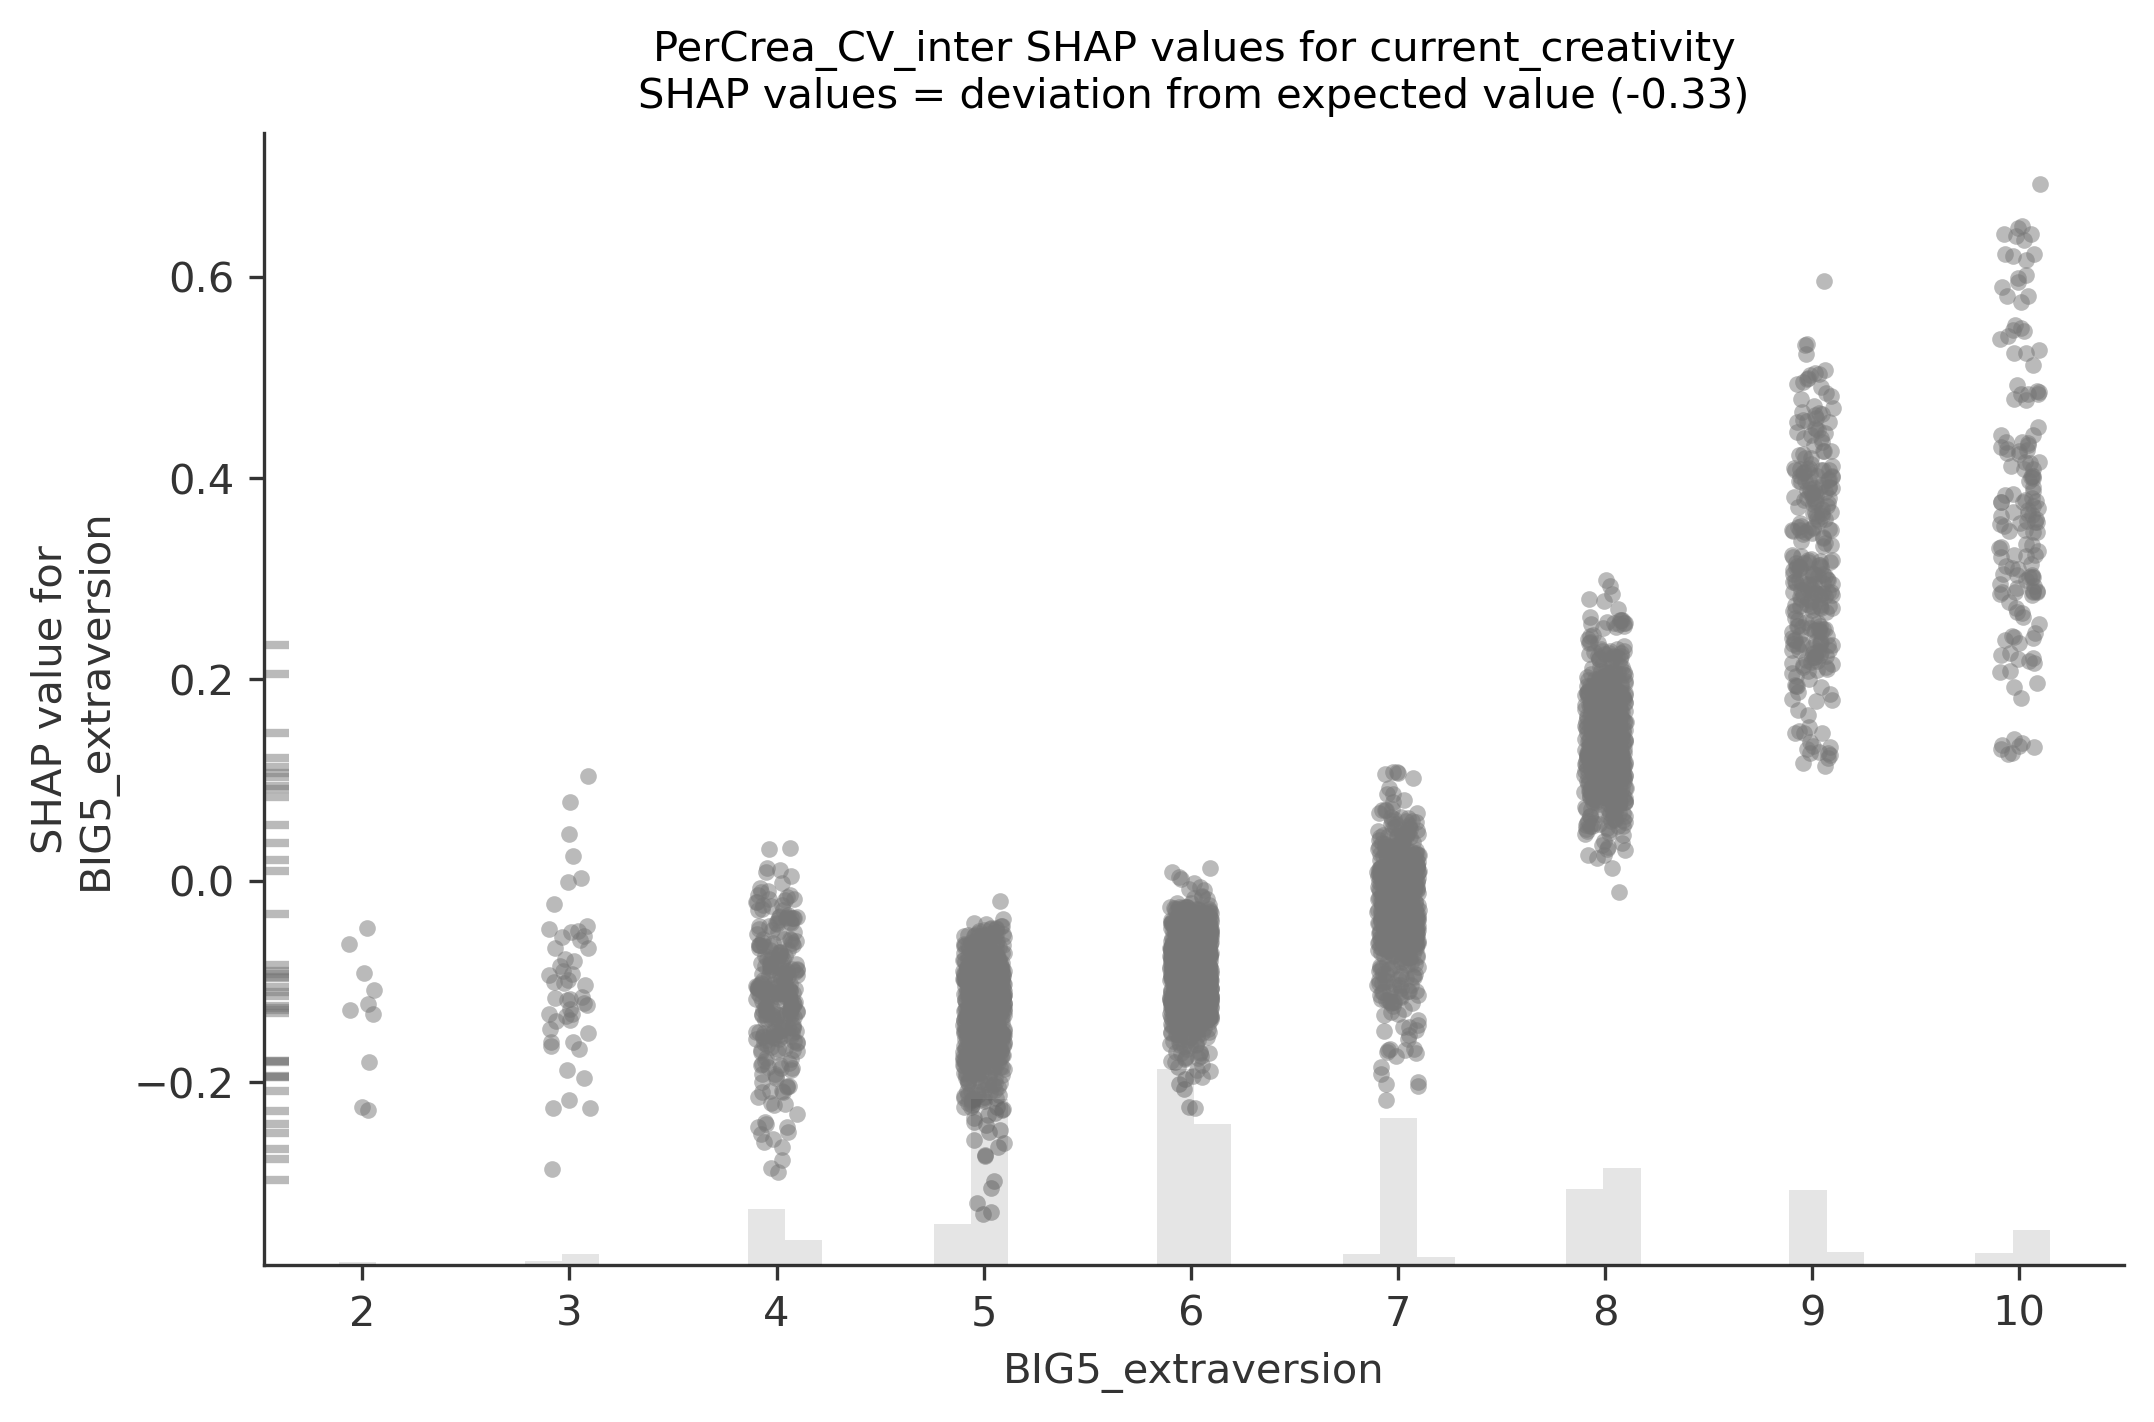 PerCrea_CV_inter SHAP values for current_creativity
SHAP values = deviation from expected value (-0.33)
SHAP value for
BIG5_extraversion
0.6
0.4
0.2
0.0
−0.2
2 3 4 5 6 7 8 9 10
BIG5_extraversion